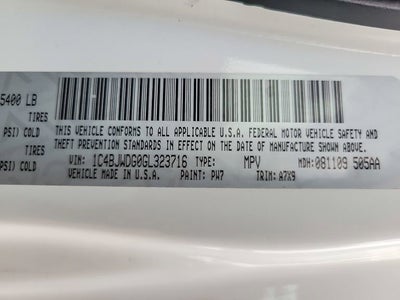 5400 LB
TIRES
PSI) COLD
TIRES
PSI) COLD
THIS VEHICLE CONFORMS TO ALL APPLICABLE U.S.A. FEDERAL MOTOR VEHICLE SAFETY AND
THEFT PREVENTION STANDARDS IN EFFECT ON THE DATE OF MANUFACTURE SHOWN ABOVE.
VIN: 1C4BJWDG0GL323716 TYPE: MPV MDH: 081109 505AA
VEHICLE MADE IN U.S.A. PAINT: PW7 TRIM: A7X9